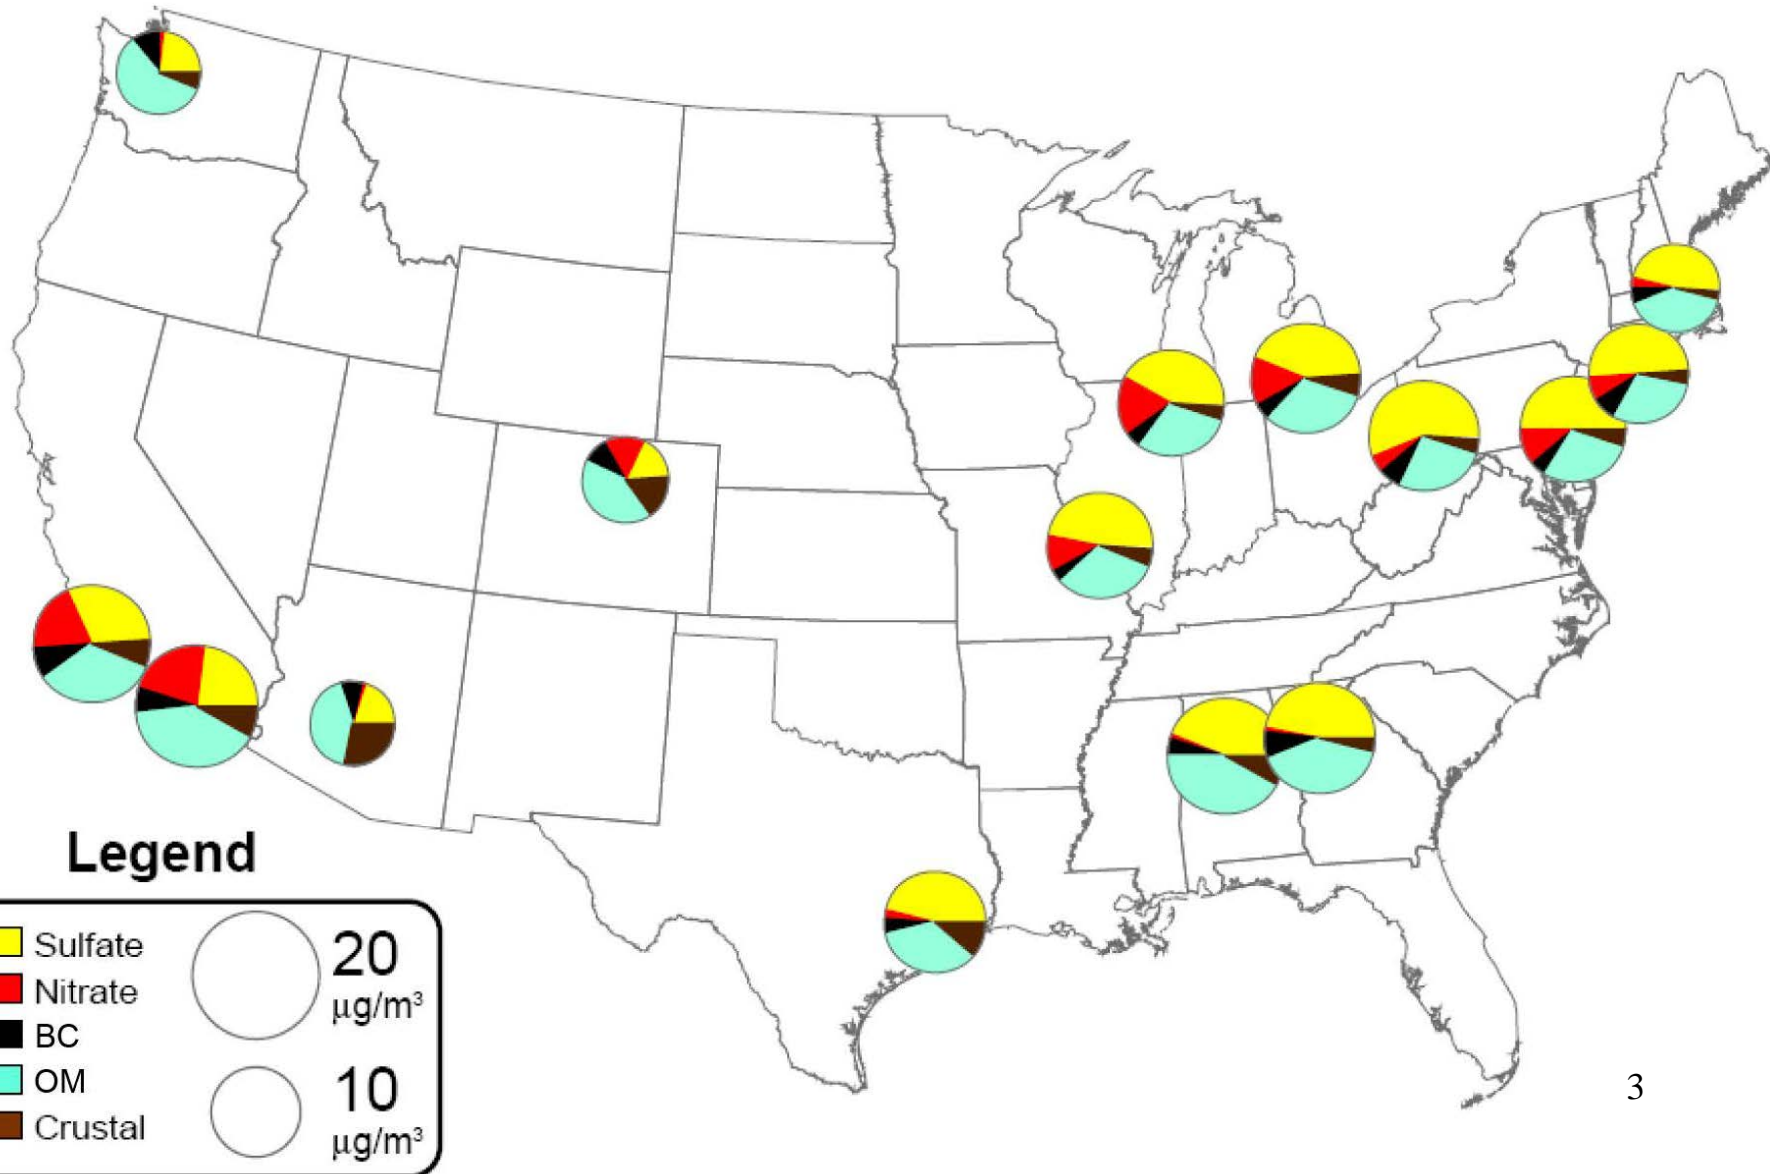 Legend
Sulfate
Nitrate
BC
OM
Crustal
20
µg/m³
10
µg/m³
3